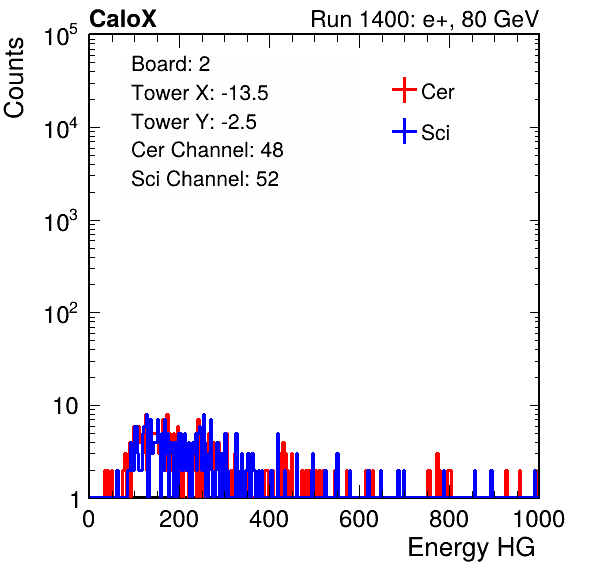 CaloX Run 1400: e+, 80 GeV
Counts
10^5
10^4
10^3
10^2
10
1
Board: 2
Tower X: -13.5
Tower Y: -2.5
Cer Channel: 48
Sci Channel: 52
Cer
Sci
0 200 400 600 800 1000
Energy HG